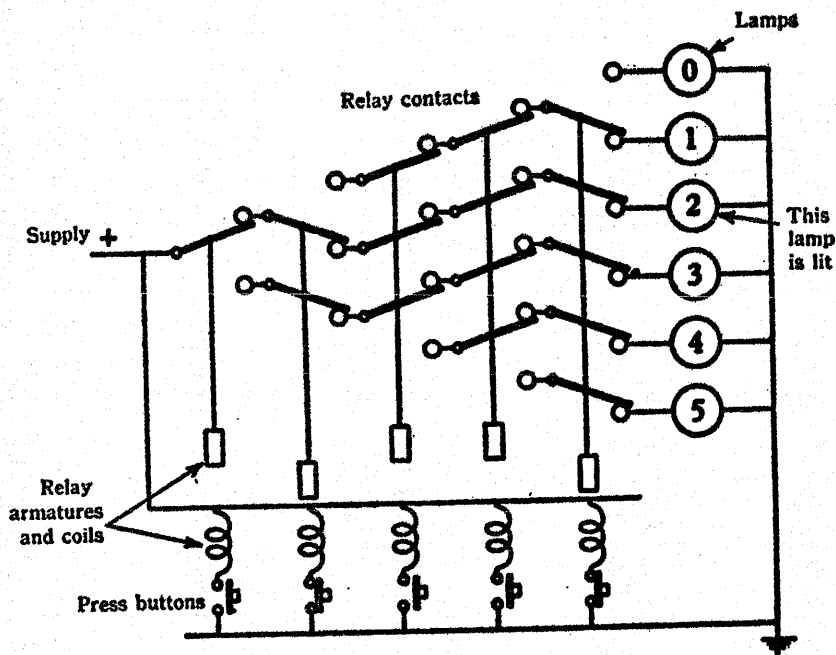 Lamps
0
Relay contacts
1
2
Supply +
This
lamp
is lit
3
4
5
Relay
armatures
and coils
Press buttons